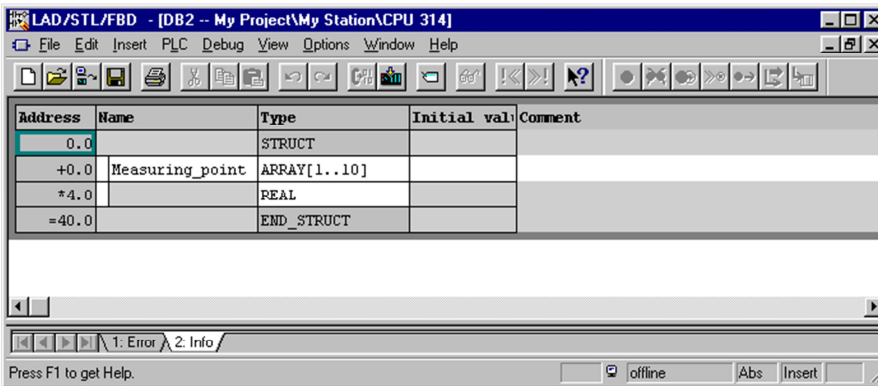 LAD/STL/FBD - [DB2 -- My Project\My Station\CPU 314]
File Edit Insert PLC Debug View Options Window Help
Address Name Type Initial valu Comment
0.0 STRUCT
+0.0 Measuring_point ARRAY[1..10]
*4.0 REAL
=40.0 END_STRUCT
1: Error 2: Info
Press F1 to get Help. offline Abs Insert